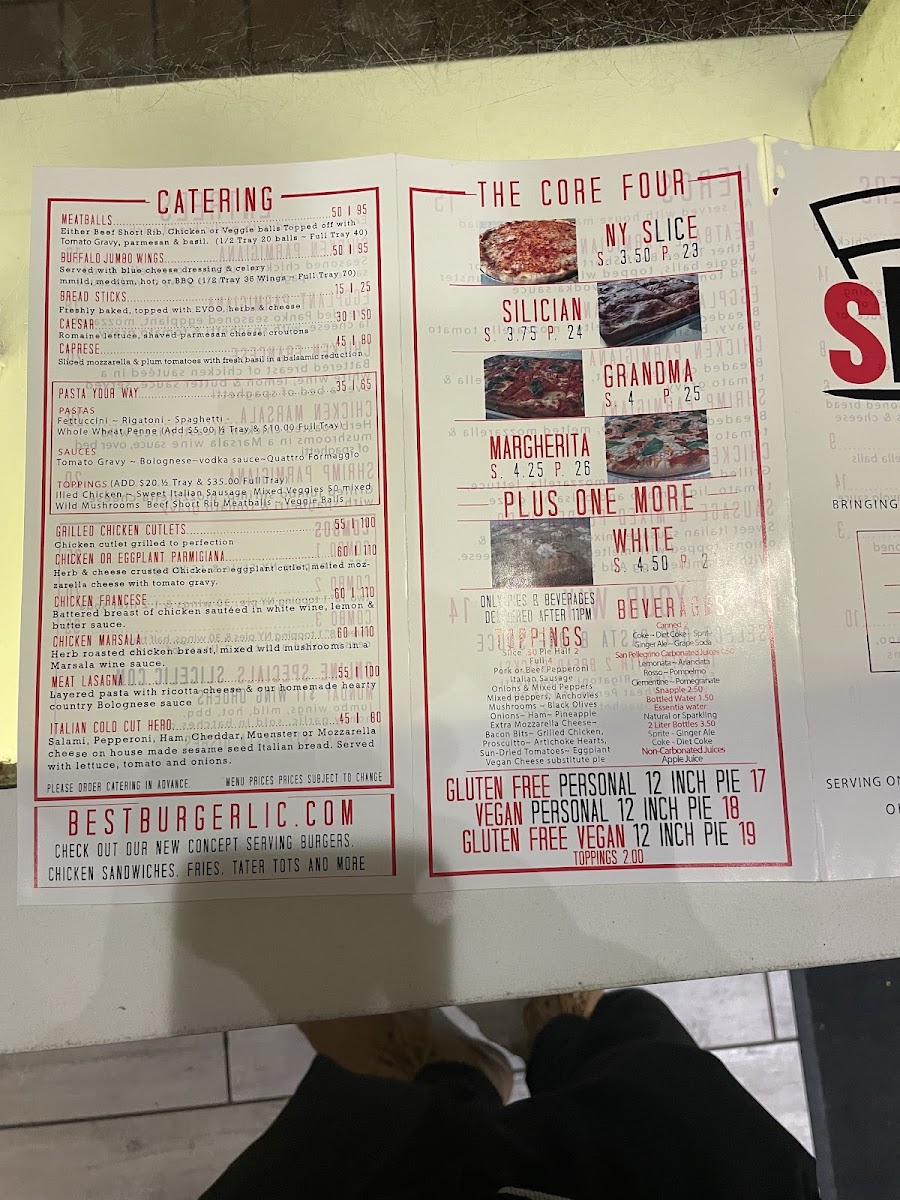 CATERING
MEATBALLS 50 | 95
Either Beef Short Rib, Chicken or Veggie balls Topped off with
Tomato Gravy, parmesan & basil. (1/2 Tray 20 balls ~ Full Tray 40)
BUFFALO JUMBO WINGS 50 | 95
Served with blue cheese dressing & celery
mmild, medium, hot, or BBQ (1/2 Tray 36 Wings ~ Full Tray 70)
BREAD STICKS 15 | 25
Freshly baked, topped with EVOO, herbs & cheese
CAESAR 30 | 50
Romaine lettuce, shaved parmesan cheese, croutons
CAPRESE 45 | 80
Sliced mozzarella & plum tomatoes with fresh basil in a balsamic reduction
PASTA YOUR WAY 35 | 65
PASTAS
Fettuccini ~ Rigatoni - Spaghetti -
Whole Wheat Penne (Add $5.00 ½ Tray & $10.00 Full Tray)
SAUCES
Tomato Gravy ~ Bolognese~vodka sauce~Quattro Formaggio
TOPPINGS (ADD $20 ½ Tray & $35.00 Full Tray)
llled Chicken ~ Sweet Italian Sausage Mixed Veggies 50 mixed
Wild Mushrooms Beef Short Rib Meatballs ~ Veggie Balls
GRILLED CHICKEN CUTLETS 55 | 100
Chicken cutlet grilled to perfection
CHICKEN OR EGGPLANT PARMIGIANA 60 | 110
Herb & cheese crusted Chicken or eggplant cutlet, melted moz-
zarella cheese with tomato gravy.
CHICKEN FRANCESE 60 | 110
Battered breast of chicken sautéed in white wine, lemon &
butter sauce.
CHICKEN MARSALA 60 | 110
Herb roasted chicken breast, mixed wild mushrooms in a
Marsala wine sauce.
MEAT LASAGNA 55 | 100
Layered pasta with ricotta cheese & our homemade hearty
country Bolognese sauce
ITALIAN COLD CUT HERO 45 | 80
Salami, Pepperoni, Ham, Cheddar, Muenster or Mozzarella
cheese on house made sesame seed Italian bread. Served
with lettuce, tomato and onions.
PLEASE ORDER CATERING IN ADVANCE. MENU PRICES PRICES SUBJECT TO CHANGE
BESTBURGERLIC.COM
CHECK OUT OUR NEW CONCEPT SERVING BURGERS,
CHICKEN SANDWICHES, FRIES, TATER TOTS AND MORE
THE CORE FOUR
NY SLICE
S. 3.50 P. 23
SILICIAN
S. 3.75 P. 24
GRANDMA
S. 4 P. 25
MARGHERITA
S. 4.25 P. 26
PLUS ONE MORE
WHITE
S. 4.50 P. 2
ONLY PIES & BEVERAGES
DELIVERED AFTER 11PM
TOPPINGS
Slice .50 Pie Half 2
Full 4
Pork or Beef Pepperoni
Italian Sausage
Onions & Mixed Peppers
Mixed peppers, Anchovies
Mushrooms ~ Black Olives
Onions~ Ham~ Pineapple
Extra Mozzarella Cheese~
Bacon Bits~ Grilled Chicken,
Proscultto~ Artichoke Hearts,
Sun-Dried Tomatoes~ Eggplant
Vegan Cheese substitute pie
BEVERAGES
Canned 2
Coke ~ Diet Coke ~ Sprite
Ginger Ale~ Grape Soda
San Pellegrino Carbonated Juices
Lemonata ~ Aranciata
Rosso ~ Pompelmo
Clementine ~ Pomegranate
Snapple 2.50
Bottled Water 1.50
Essentia water
Natural or Sparkling
2 Liter Bottles 3.50
Sprite - Ginger Ale
Coke - Diet Coke
Non-Carbonated Juices
Apple Juice
GLUTEN FREE PERSONAL 12 INCH PIE 17
VEGAN PERSONAL 12 INCH PIE 18
GLUTEN FREE VEGAN 12 INCH PIE 19
TOPPINGS 2.00
S
BRINGING
SERVING ON